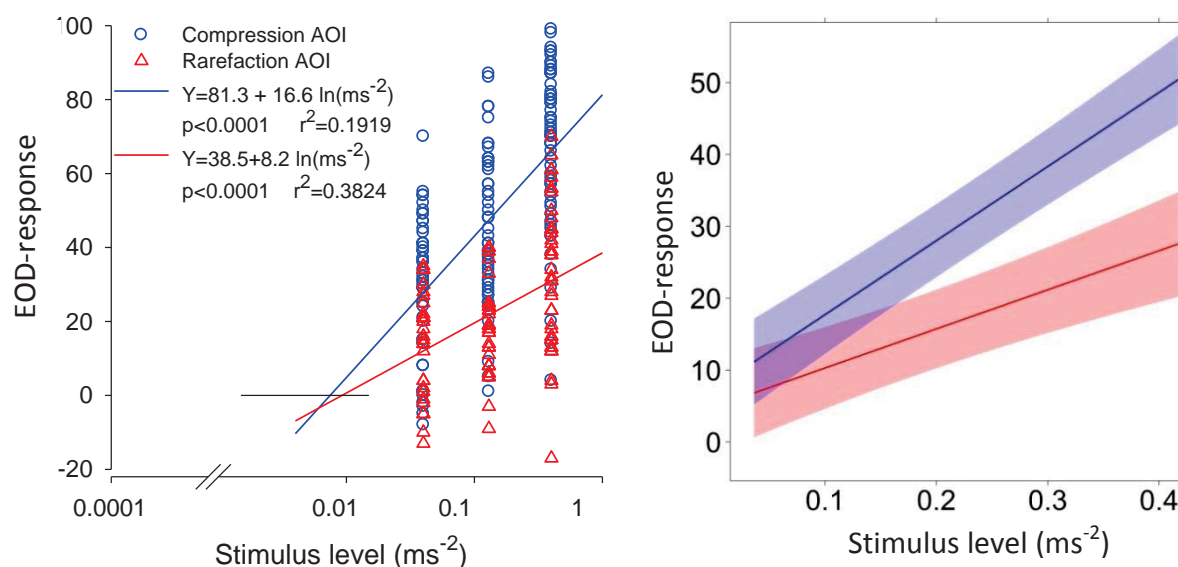 100
80
60
40
20
0
-20
EOD-response
Compression AOI
Rarefaction AOI
Y=81.3 + 16.6 ln(ms⁻²)
p<0.0001 r²=0.1919
Y=38.5+8.2 ln(ms⁻²)
p<0.0001 r²=0.3824
0.0001 0.01 0.1 1
Stimulus level (ms⁻²)
50
40
30
20
10
0
EOD-response
0.1 0.2 0.3 0.4
Stimulus level (ms⁻²)